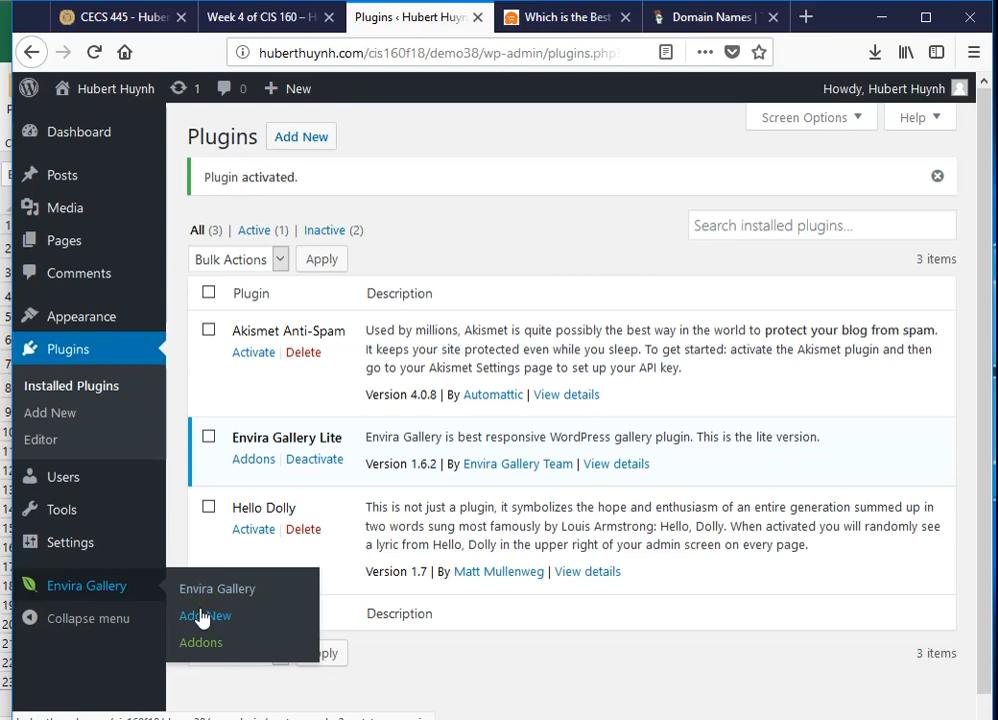 CECS 445 - Huber
Week 4 of CIS 160 – H
Plugins ‹ Hubert Huyn
Which is the Best
Domain Names |
huberthuynh.com/cis160f18/demo38/wp-admin/plugins.php?
Hubert Huynh 1 0 New Howdy, Hubert Huynh
Dashboard
Posts
Media
Pages
Comments
Appearance
Plugins
Installed Plugins
Add New
Editor
Users
Tools
Settings
Envira Gallery
Collapse menu
Envira Gallery
Add New
Addons
Screen Options Help
Plugins Add New
Plugin activated.
All (3) | Active (1) | Inactive (2)
Search installed plugins...
Bulk Actions Apply
3 items
Plugin Description
Akismet Anti-Spam
Activate | Delete
Used by millions, Akismet is quite possibly the best way in the world to protect your blog from spam.
It keeps your site protected even while you sleep. To get started: activate the Akismet plugin and then
go to your Akismet Settings page to set up your API key.
Version 4.0.8 | By Automattic | View details
Envira Gallery Lite
Addons | Deactivate
Envira Gallery is best responsive WordPress gallery plugin. This is the lite version.
Version 1.6.2 | By Envira Gallery Team | View details
Hello Dolly
Activate | Delete
This is not just a plugin, it symbolizes the hope and enthusiasm of an entire generation summed up in
two words sung most famously by Louis Armstrong: Hello, Dolly. When activated you will randomly see
a lyric from Hello, Dolly in the upper right of your admin screen on every page.
Version 1.7 | By Matt Mullenweg | View details
Description
pply
3 items